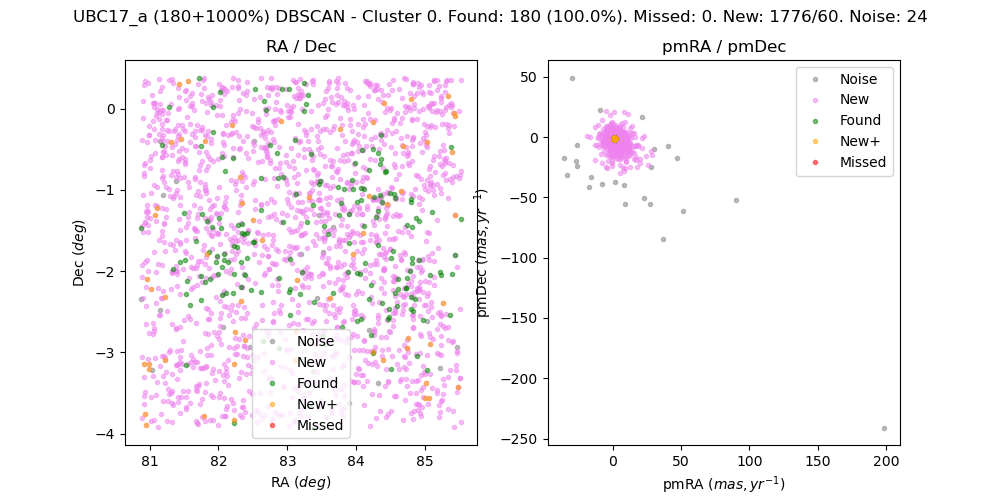 UBC17_a (180+1000%) DBSCAN - Cluster 0. Found: 180 (100.0%). Missed: 0. New: 1776/60. Noise: 24
RA / Dec
Dec (deg)
0
−1
−2
−3
−4
Noise
New
Found
New+
Missed
81
82
83
84
85
RA (deg)
pmRA / pmDec
pmDec (mas, yr⁻¹)
50
0
−50
−100
−150
−200
−250
Noise
New
Found
New+
Missed
0
50
100
150
200
pmRA (mas, yr⁻¹)